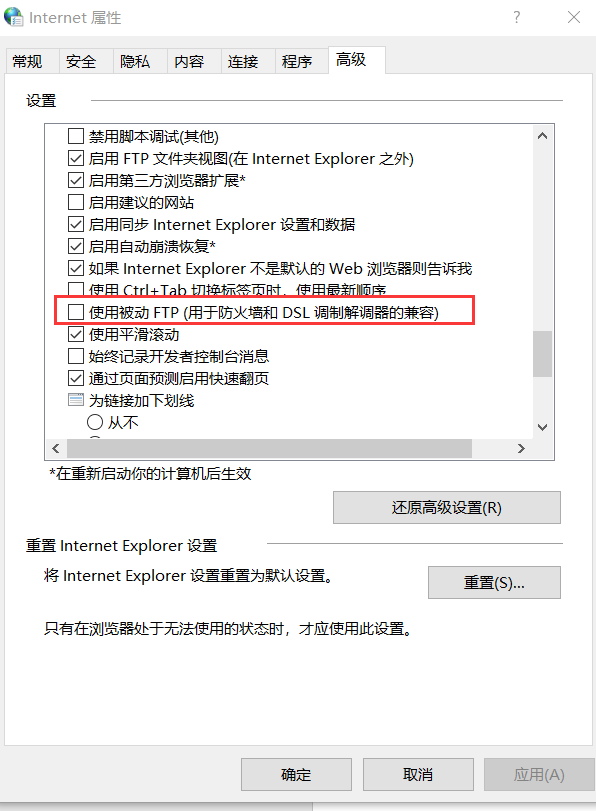 Internet 属性
常规 安全 隐私 内容 连接 程序 高级
设置
禁用脚本调试(其他)
启用 FTP 文件夹视图(在 Internet Explorer 之外)
启用第三方浏览器扩展*
启用建议的网站
启用同步 Internet Explorer 设置和数据
启用自动崩溃恢复*
如果 Internet Explorer 不是默认的 Web 浏览器则告诉我
使用 Ctrl+Tab 切换标签页时，使用最新顺序
使用被动 FTP (用于防火墙和 DSL 调制解调器的兼容)
使用平滑滚动
始终记录开发者控制台消息
通过页面预测启用快速翻页
为链接加下划线
从不
*在重新启动你的计算机后生效
还原高级设置(R)
重置 Internet Explorer 设置
将 Internet Explorer 设置重置为默认设置。
重置(S)...
只有在浏览器处于无法使用的状态时，才应使用此设置。
确定 取消 应用(A)